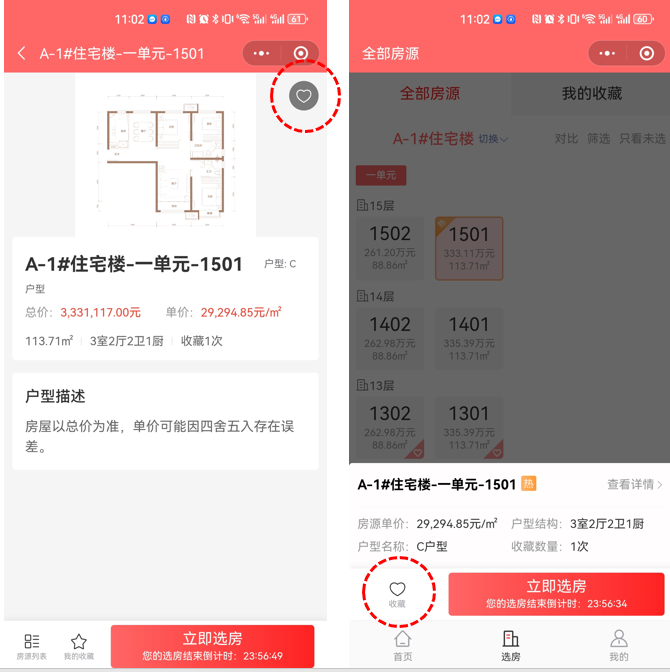 11:02
61
A-1#住宅楼-一单元-1501
A-1#住宅楼-一单元-1501
户型: C
户型
总价: 3,331,117.00元
单价: 29,294.85元/㎡
113.71㎡
3室2厅2卫1厨
收藏1次
户型描述
房屋以总价为准，单价可能因四舍五入存在误
差。
房源列表
我的收藏
立即选房
您的选房结束倒计时: 23:56:49
11:02
60
全部房源
全部房源
我的收藏
A-1#住宅楼
切换
对比
筛选
只看未选
一单元
15层
1502
261.20万元
88.86㎡
1501
333.11万元
113.71㎡
14层
1402
262.98万元
88.86㎡
1401
335.39万元
113.71㎡
13层
1302
262.98万元
88.86㎡
1301
335.39万元
113.71㎡
A-1#住宅楼-一单元-1501
热
查看详情
房源单价: 29,294.85元/㎡
户型结构: 3室2厅2卫1厨
户型名称: C户型
收藏数量: 1次
收藏
立即选房
您的选房结束倒计时: 23:56:34
首页
选房
我的